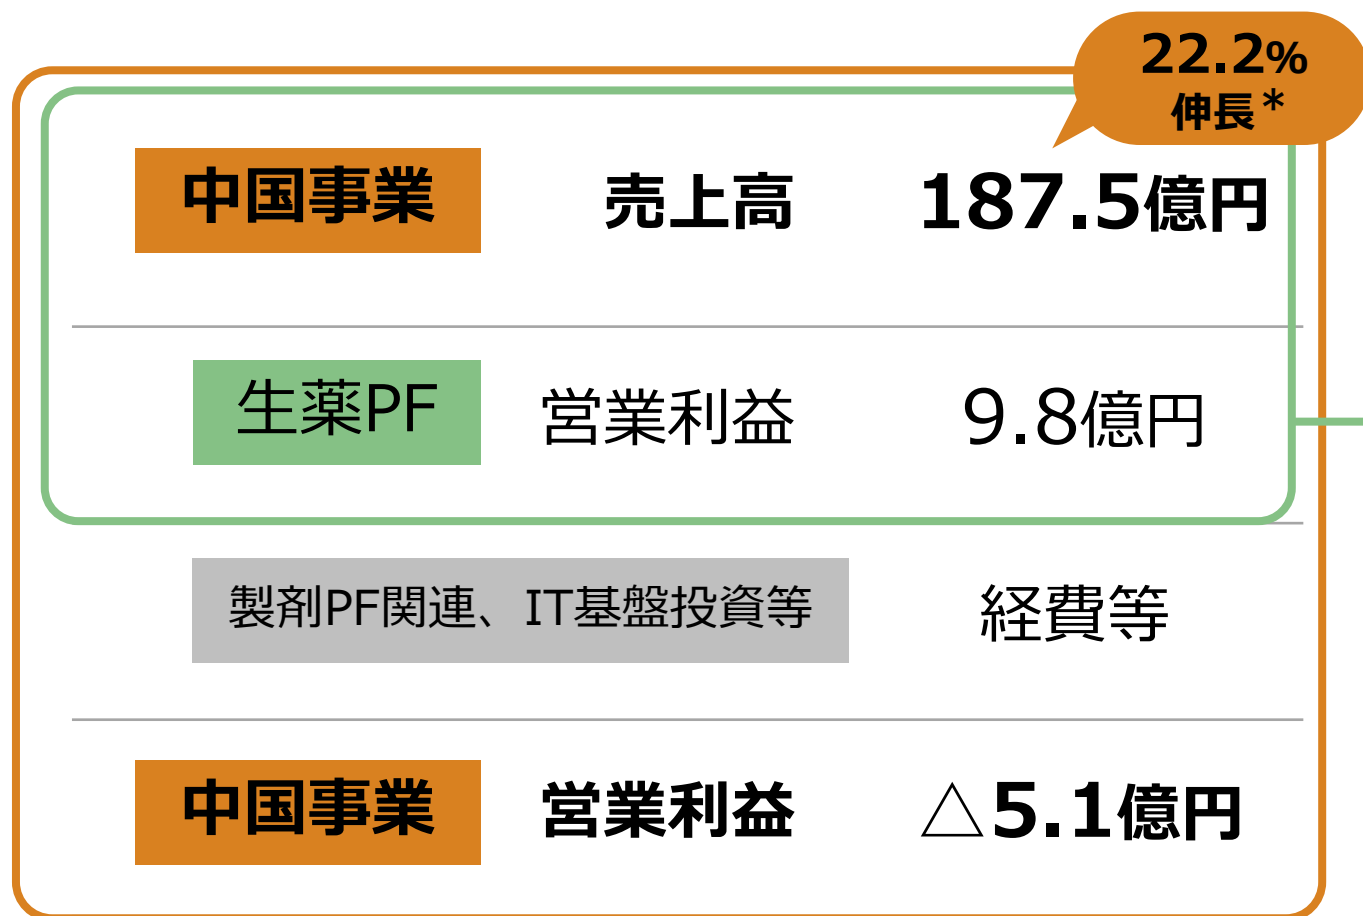 22.2%
伸長*
中国事業 売上高 187.5億円
生薬PF 営業利益 9.8億円
製剤PF関連、IT基盤投資等 経費等
中国事業 営業利益 △5.1億円